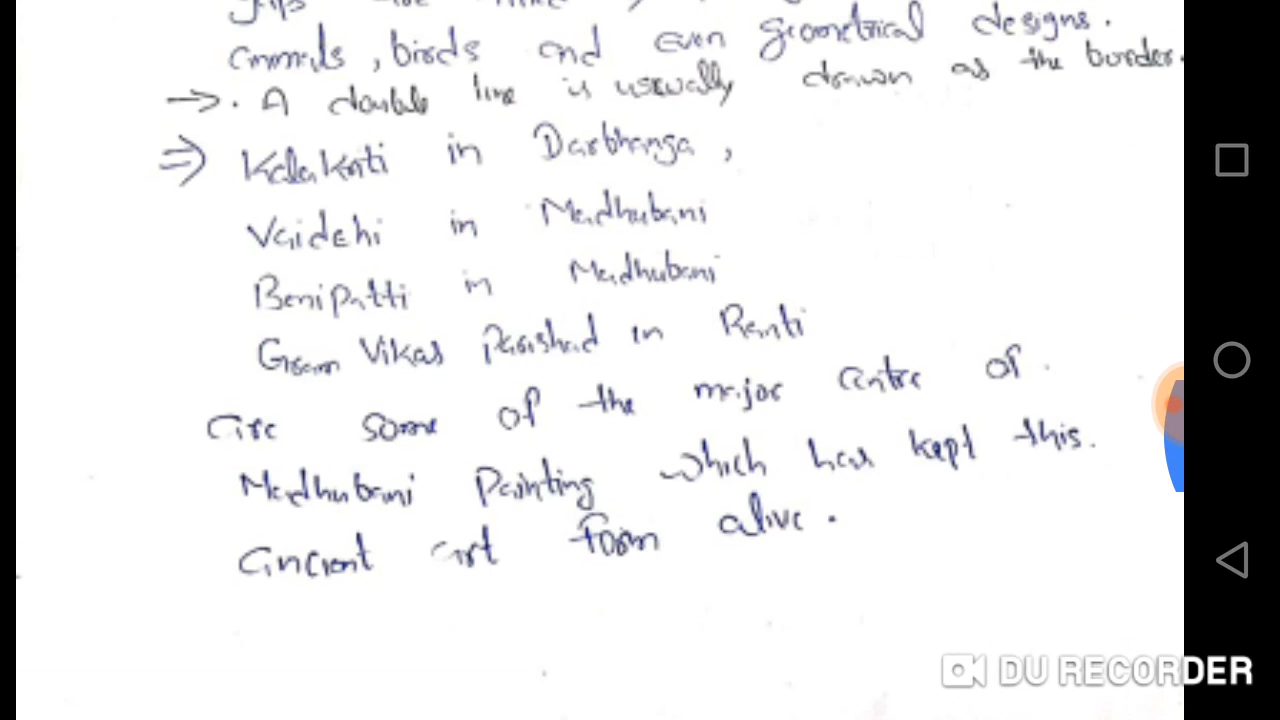 gaps
animals, birds and even geometrical designs.
→. A double line is usually drawn as the border.
⇒ Kalakriti in Darbhanga,
Vaidehi in Madhubani
Benipatti in Madhubani
Gram Vikas Parishad in Ranti
are some of the major centre of.
Madhubani Painting which has kept this.
ancient art form alive.
DU RECORDER